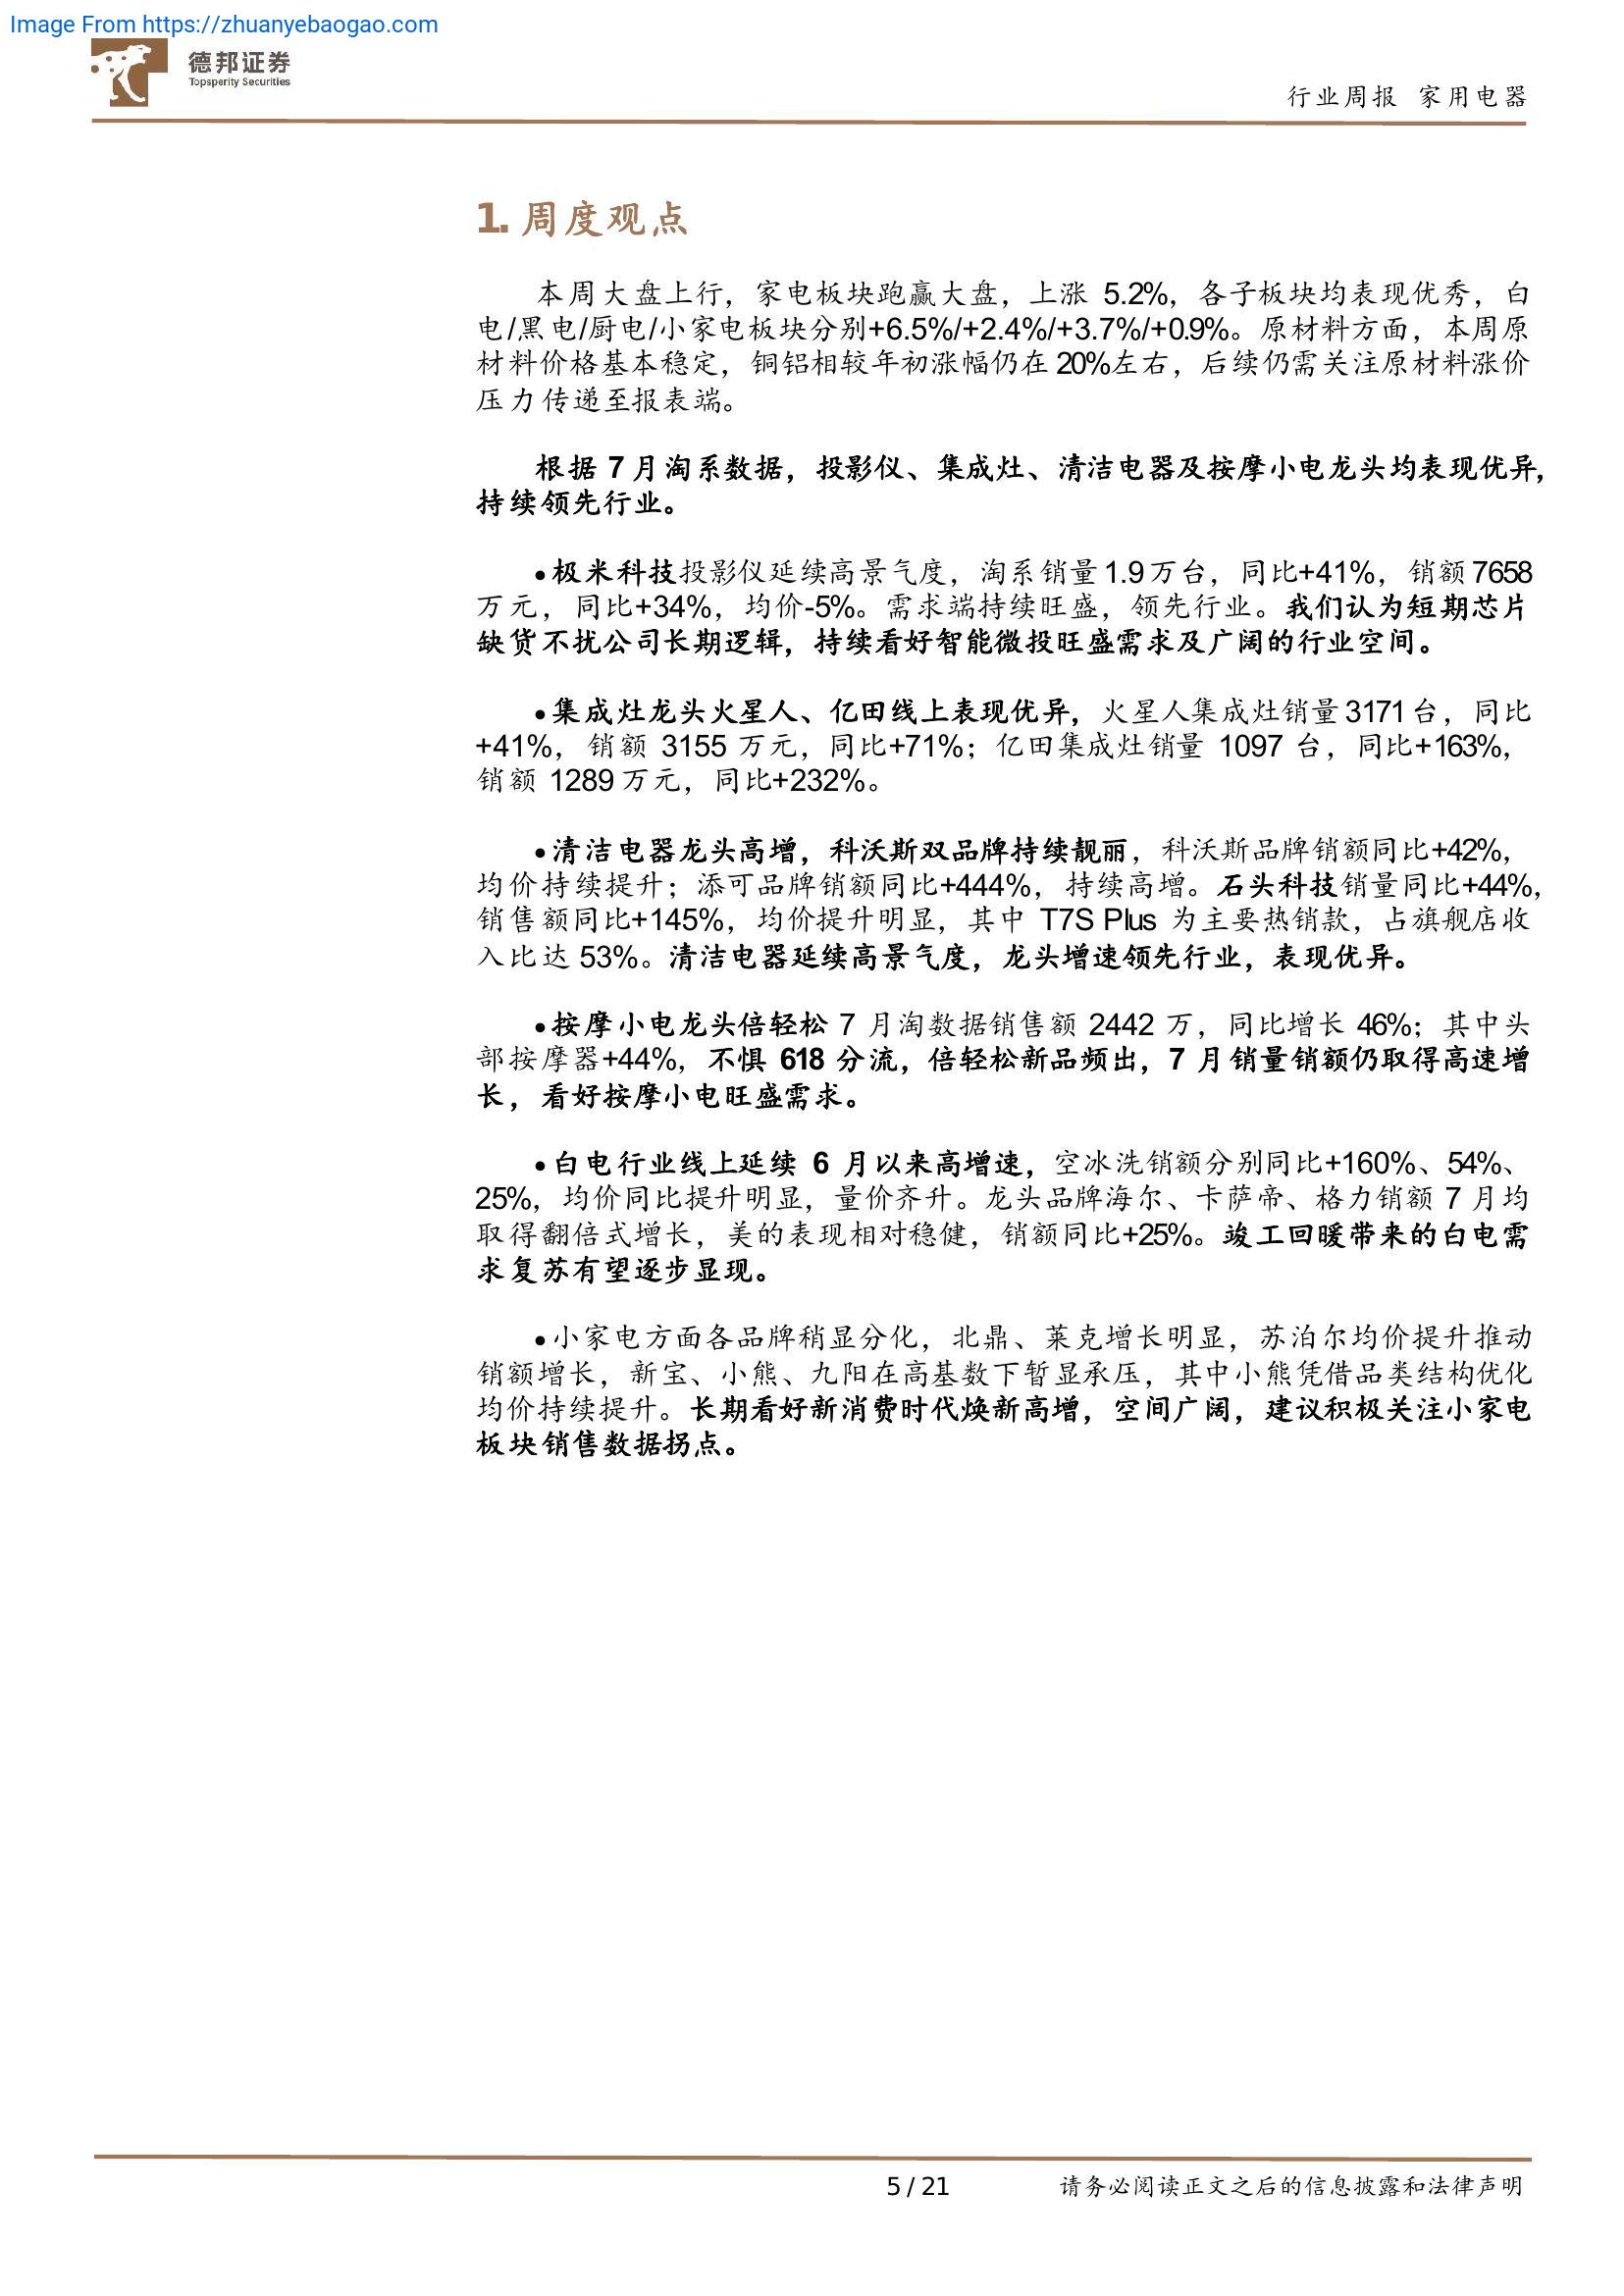 Image From https://zhuanyebaogao.com
德邦证券
Topsperity Securities
行业周报 家用电器
1. 周度观点
本周大盘上行，家电板块跑赢大盘，上涨 5.2%，各子板块均表现优秀，白
电/黑电/厨电/小家电板块分别+6.5%/+2.4%/+3.7%/+0.9%。原材料方面，本周原
材料价格基本稳定，铜铝相较年初涨幅仍在 20%左右，后续仍需关注原材料涨价
压力传递至报表端。
根据 7 月淘系数据，投影仪、集成灶、清洁电器及按摩小电龙头均表现优异，
持续领先行业。
●极米科技投影仪延续高景气度，淘系销量 1.9 万台，同比+41%，销额 7658
万元，同比+34%，均价-5%。需求端持续旺盛，领先行业。我们认为短期芯片
缺货不扰公司长期逻辑，持续看好智能微投旺盛需求及广阔的行业空间。
●集成灶龙头火星人、亿田线上表现优异，火星人集成灶销量 3171 台，同比
+41%，销额 3155 万元，同比+71%；亿田集成灶销量 1097 台，同比+163%，
销额 1289 万元，同比+232%。
●清洁电器龙头高增，科沃斯双品牌持续靓丽，科沃斯品牌销额同比+42%，
均价持续提升；添可品牌销额同比+444%，持续高增。石头科技销量同比+44%，
销售额同比+145%，均价提升明显，其中 T7S Plus 为主要热销款，占旗舰店收
入比达 53%。清洁电器延续高景气度，龙头增速领先行业，表现优异。
●按摩小电龙头倍轻松 7 月淘数据销售额 2442 万，同比增长 46%；其中头
部按摩器+44%，不惧 618 分流，倍轻松新品频出，7 月销量销额仍取得高速增
长，看好按摩小电旺盛需求。
●白电行业线上延续 6 月以来高增速，空冰洗销额分别同比+160%、54%、
25%，均价同比提升明显，量价齐升。龙头品牌海尔、卡萨帝、格力销额 7 月均
取得翻倍式增长，美的表现相对稳健，销额同比+25%。竣工回暖带来的白电需
求复苏有望逐步显现。
●小家电方面各品牌稍显分化，北鼎、莱克增长明显，苏泊尔均价提升推动
销额增长，新宝、小熊、九阳在高基数下暂显承压，其中小熊凭借品类结构优化
均价持续提升。长期看好新消费时代焕新高增，空间广阔，建议积极关注小家电
板块销售数据拐点。
5 / 21
请务必阅读正文之后的信息披露和法律声明